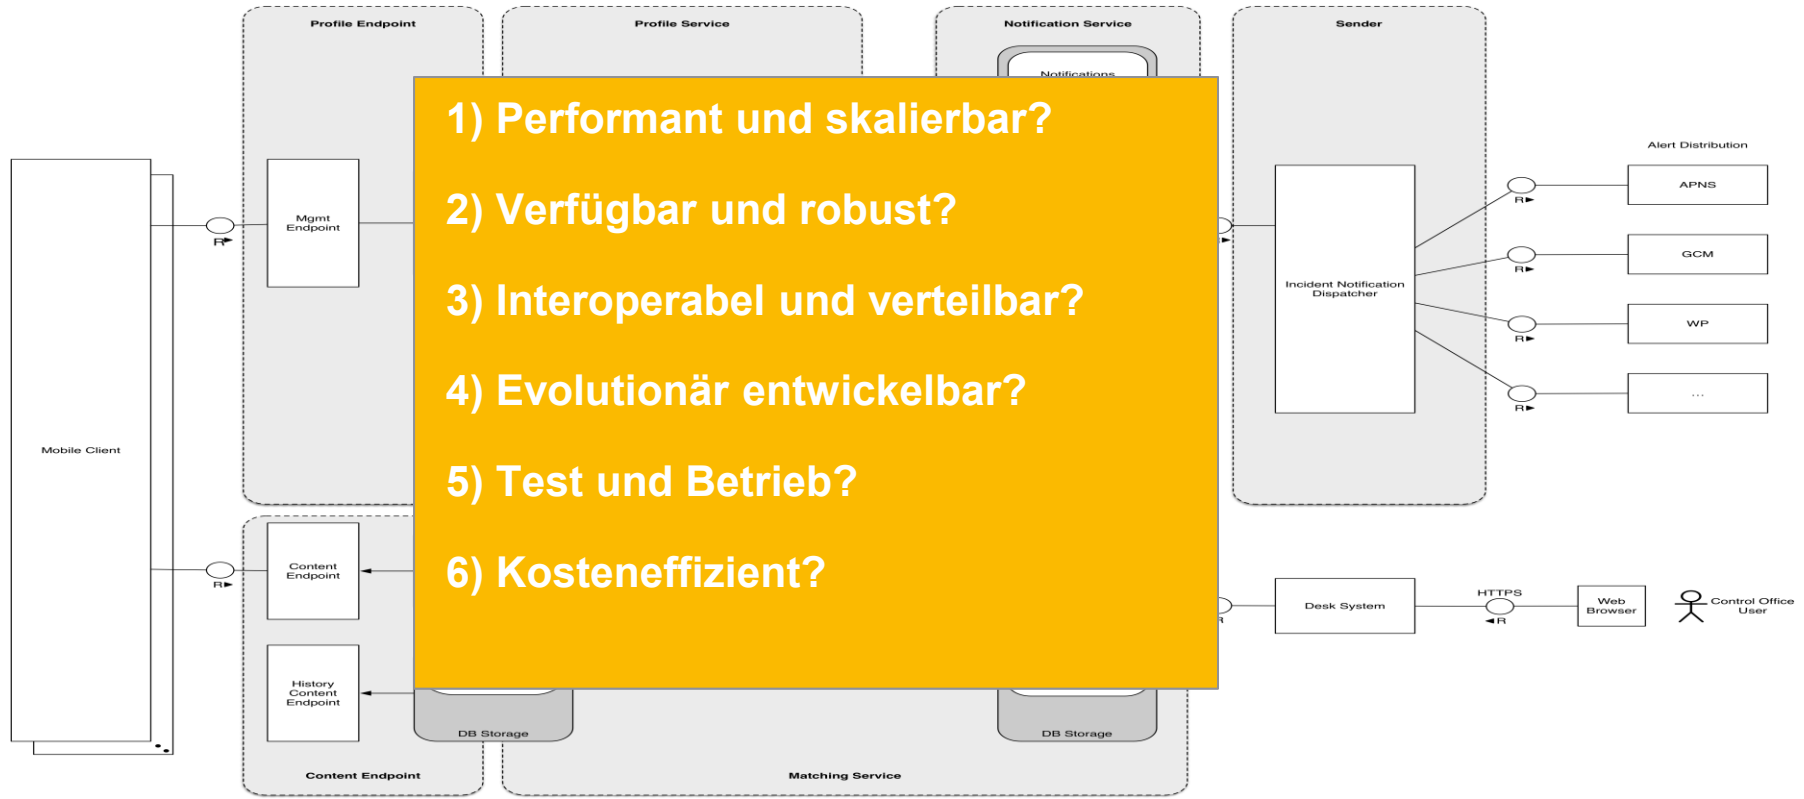 Profile Endpoint
Profile Service
Notification Service
Sender
Notifications
1) Performant und skalierbar?
2) Verfügbar und robust?
3) Interoperabel und verteilbar?
4) Evolutionär entwickelbar?
5) Test und Betrieb?
6) Kosteneffizient?
Mobile Client
R
Mgmt
Endpoint
R
Content
Endpoint
History
Content
Endpoint
DB Storage
DB Storage
Content Endpoint
Matching Service
Incident Notification
Dispatcher
Alert Distribution
R
APNS
R
GCM
R
WP
R
...
R
Desk System
HTTPS
R
Web
Browser
Control Office
User